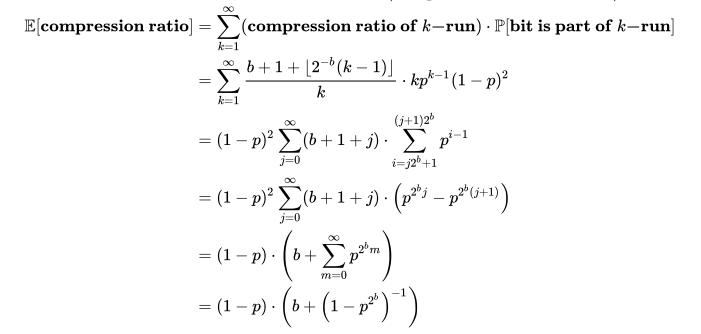 𝔼[compression ratio] = ∑_{k=1}^{∞} (compression ratio of k−run) · ℙ[bit is part of k−run]
= ∑_{k=1}^{∞} \frac{b + 1 + ⌊2^{−b}(k − 1)⌋}{k} · kp^{k−1}(1 − p)^2
= (1 − p)^2 ∑_{j=0}^{∞} (b + 1 + j) · ∑_{i=j2^b+1}^{(j+1)2^b} p^{i−1}
= (1 − p)^2 ∑_{j=0}^{∞} (b + 1 + j) · (p^{2^b j} − p^{2^b(j+1)})
= (1 − p) · (b + ∑_{m=0}^{∞} p^{2^b m})
= (1 − p) · (b + (1 − p^{2^b})^{−1})